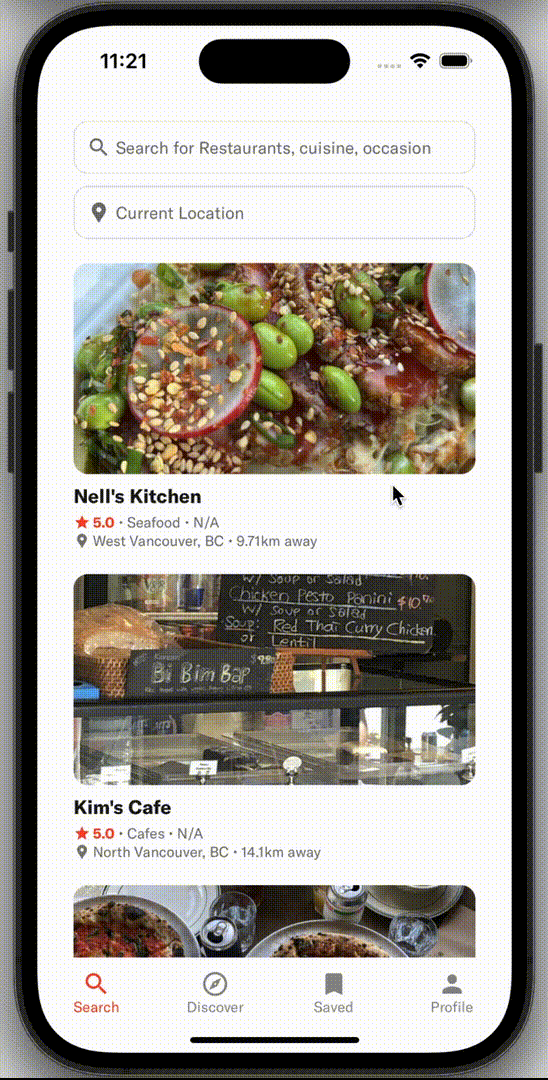 11:21
Search for Restaurants, cuisine, occasion
Current Location
Nell's Kitchen
5.0 • Seafood • N/A
West Vancouver, BC • 9.71km away
W/ Soup or Salad
Chicken Pesto Panini $10.
W/ Soup or Salad
Soup: Red Thai Curry Chicken
or Lentil
Bi Bim Bap
Kim's Cafe
5.0 • Cafes • N/A
North Vancouver, BC • 14.1km away
Search
Discover
Saved
Profile